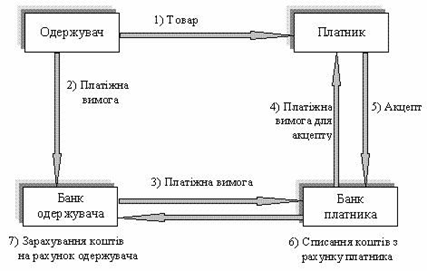 1) Товар
Одержувач
Платник
2) Платіжна
вимога
4) Платіжна
вимога для
акцепту
5) Акцепт
3) Платіжна вимога
Банк
одержувача
Банк
платника
7) Зарахування коштів
на рахунок одержувача
6) Списання коштів з
рахунку платника